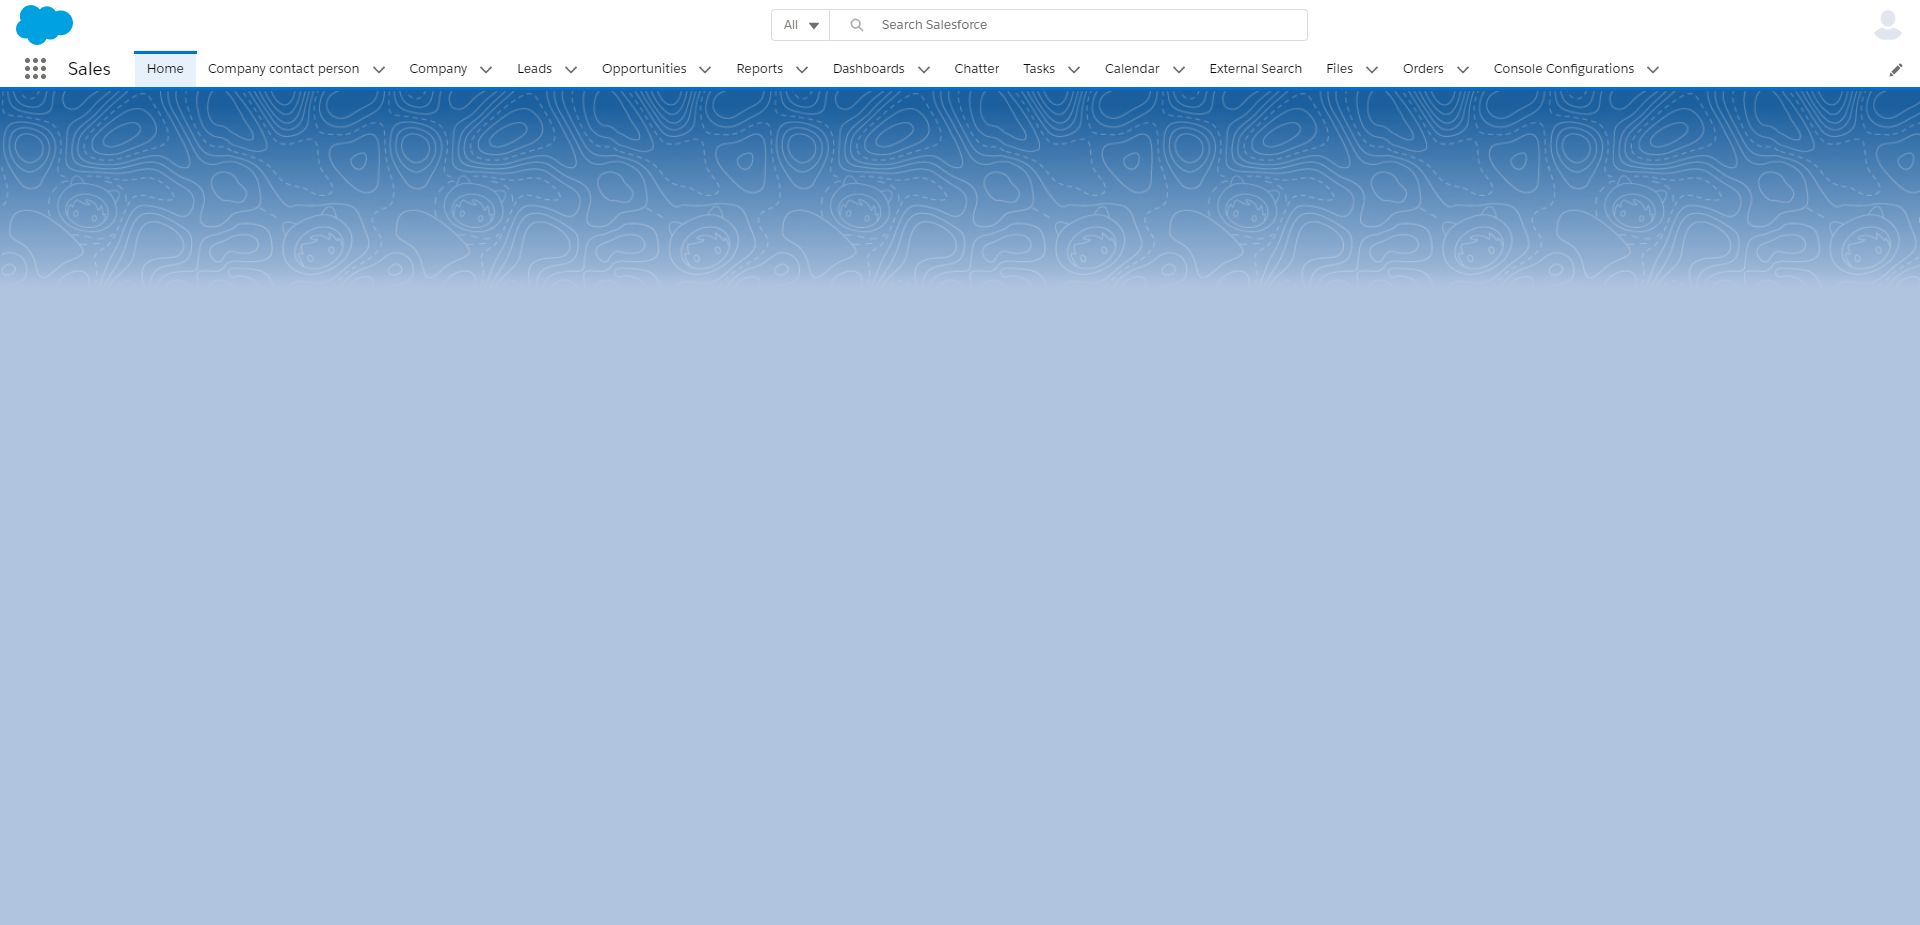 All
Search Salesforce
Sales
Home
Company contact person
Company
Leads
Opportunities
Reports
Dashboards
Chatter
Tasks
Calendar
External Search
Files
Orders
Console Configurations